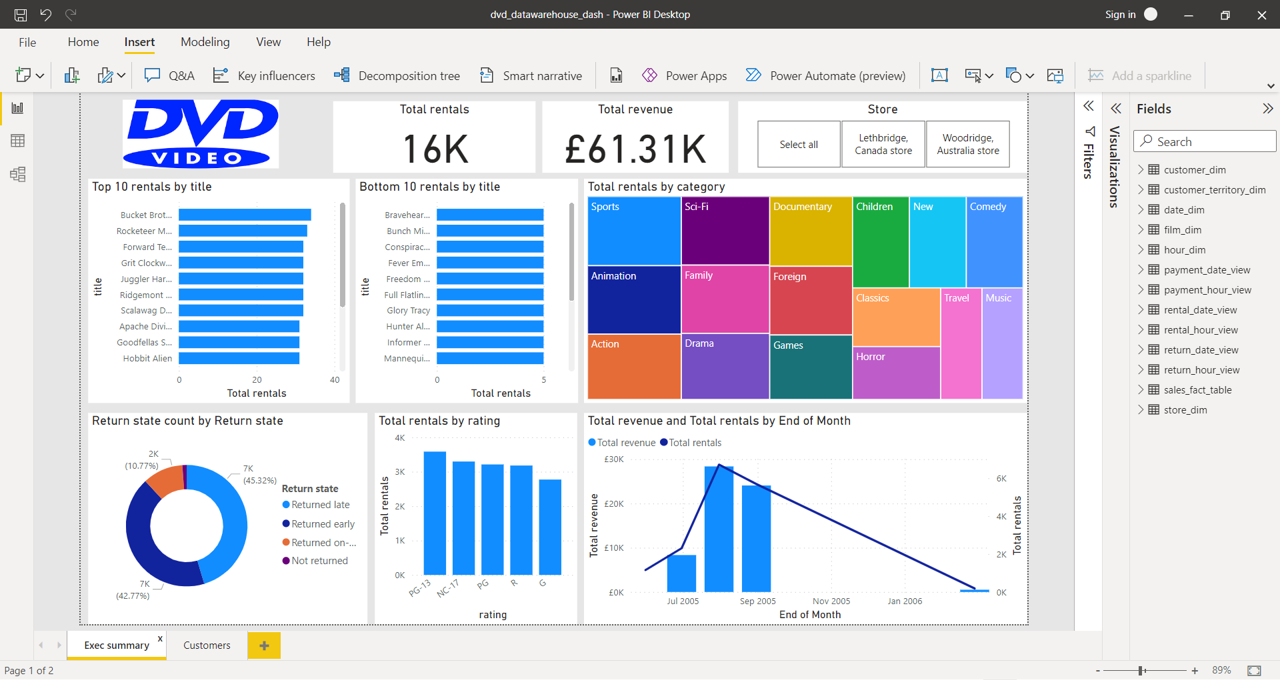 dvd_datawarehouse_dash - Power BI Desktop
Sign in
File Home Insert Modeling View Help
Q&A Key influencers Decomposition tree Smart narrative Power Apps Power Automate (preview) Add a sparkline
DVD
VIDEO
Total rentals
16K
Total revenue
£61.31K
Store
Select all
Lethbridge,
Canada store
Woodridge,
Australia store
Top 10 rentals by title
title
Bucket Brot...
Rocketeer M...
Forward Te...
Grit Clockw...
Juggler Har...
Ridgemont ...
Scalawag D...
Apache Divi...
Goodfellas S...
Hobbit Alien
0 20 40
Total rentals
Bottom 10 rentals by title
title
Bravehear...
Bunch Mi...
Conspirac...
Fever Em...
Freedom ...
Full Flatlin...
Glory Tracy
Hunter Al...
Informer ...
Mannequi...
0 5
Total rentals
Total rentals by category
Sports
Animation
Action
Sci-Fi
Family
Drama
Documentary
Foreign
Games
Children
New
Comedy
Classics
Horror
Travel
Music
Return state count by Return state
2K
(10.77%)
7K
(45.32%)
7K
(42.77%)
Return state
Returned late
Returned early
Returned on-...
Not returned
Total rentals by rating
Total rentals
4K
3K
2K
1K
0K
PG-13 NC-17 PG R G
rating
Total revenue and Total rentals by End of Month
Total revenue Total rentals
Total revenue
£30K
£20K
£10K
£0K
6K
4K
2K
0K
Total rentals
Jul 2005 Sep 2005 Nov 2005 Jan 2006
End of Month
Filters
Visualizations
Fields
Search
customer_dim
customer_territory_dim
date_dim
film_dim
hour_dim
payment_date_view
payment_hour_view
rental_date_view
rental_hour_view
return_date_view
return_hour_view
sales_fact_table
store_dim
Exec summary x Customers +
Page 1 of 2
- + 89%